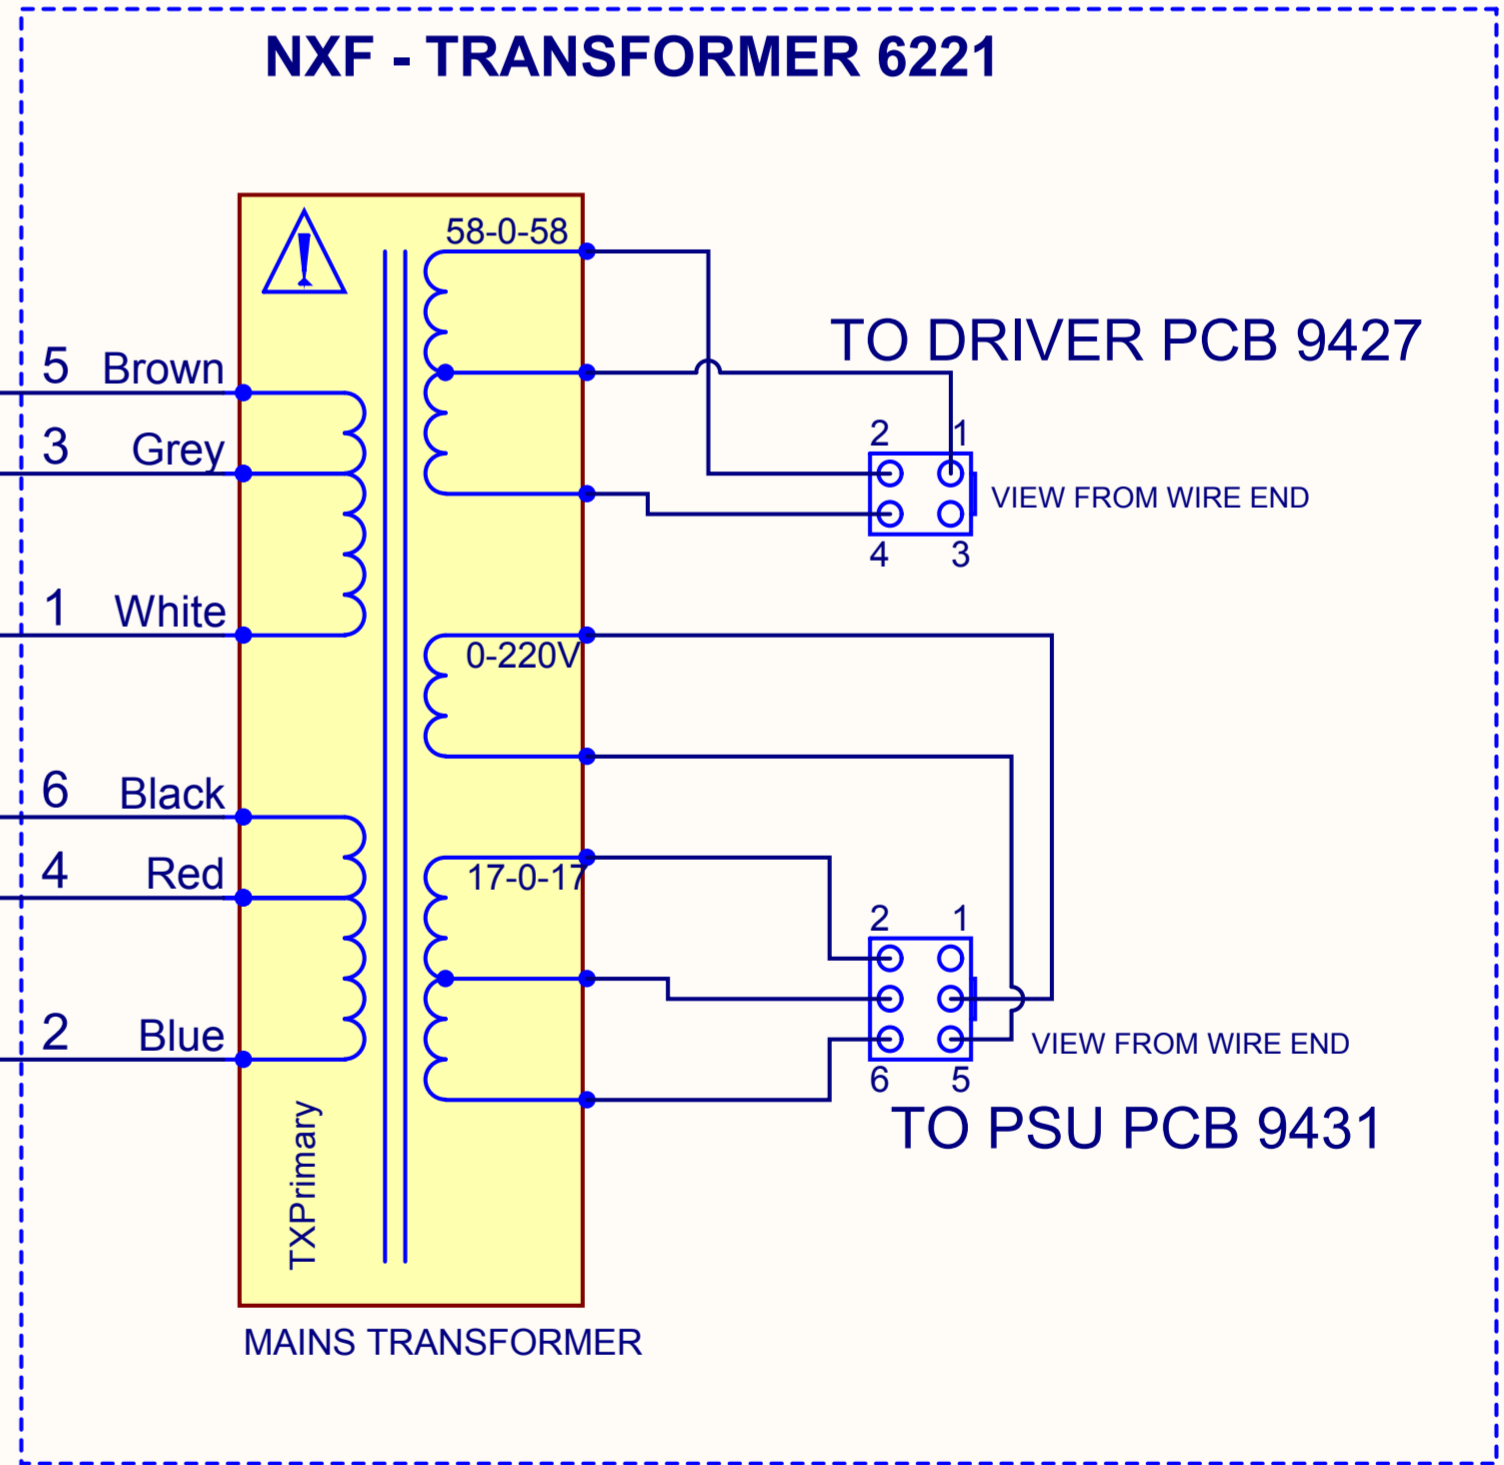 NXF - TRANSFORMER 6221
58-0-58
TO DRIVER PCB 9427
5 Brown
3 Grey
2 1
VIEW FROM WIRE END
4 3
1 White
0-220V
6 Black
4 Red
17-0-17
2 1
2 Blue
VIEW FROM WIRE END
6 5
TO PSU PCB 9431
TXPrimary
MAINS TRANSFORMER